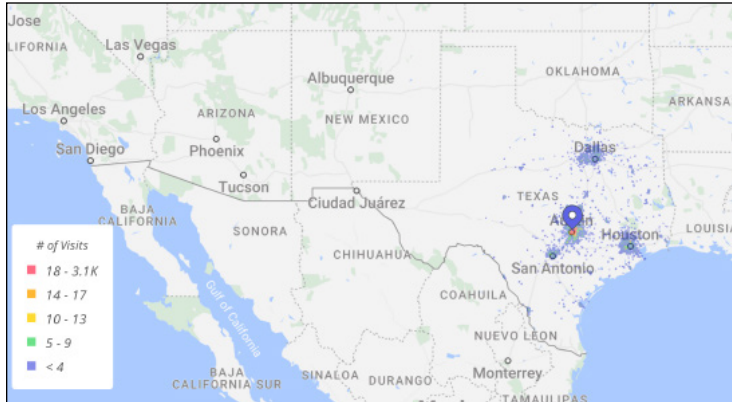 Jose
LIFORNIA
Las Vegas
Los Angeles
San Diego
ARIZONA
Phoenix
Tucson
Albuquerque
NEW MEXICO
Ciudad Juárez
OKLAHOMA
ARKANSA
Dallas
TEXAS
Houston
LOUISI
San Antonio
BAJA
CALIFORNIA
SONORA
CHIHUAHUA
COAHUILA
Gulf of California
NUEVO LEON
Monterrey
BAJA
CALIFORNIA SUR
SINALOA
DURANGO
TAMAULIPAS
# of Visits
18 - 3.1K
14 - 17
10 - 13
5 - 9
< 4